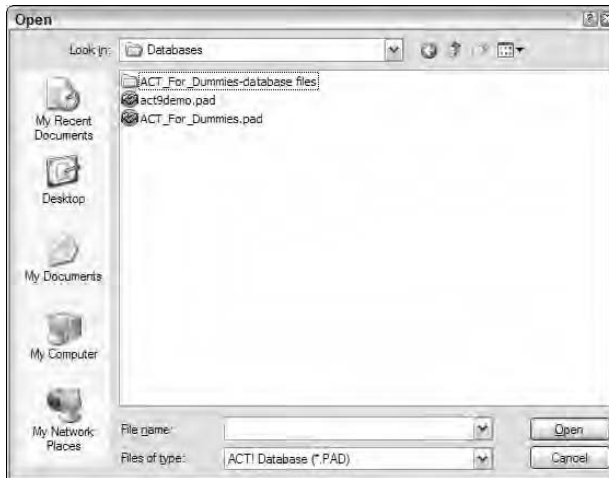 Open
Look in:
Databases
ACT_For_Dummies-database files
act9demo.pad
ACT_For_Dummies.pad
My Recent
Documents
Desktop
My Documents
My Computer
My Network
Places
File name:
Open
Files of type:
ACT! Database (*.PAD)
Cancel